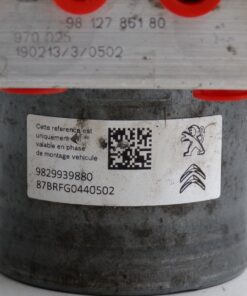 98 127 861 80
970 025
190213/3/0502
Cette reference est
uniquement
valable en phase
de montage vehicule
9829939880
87BRFG0440502